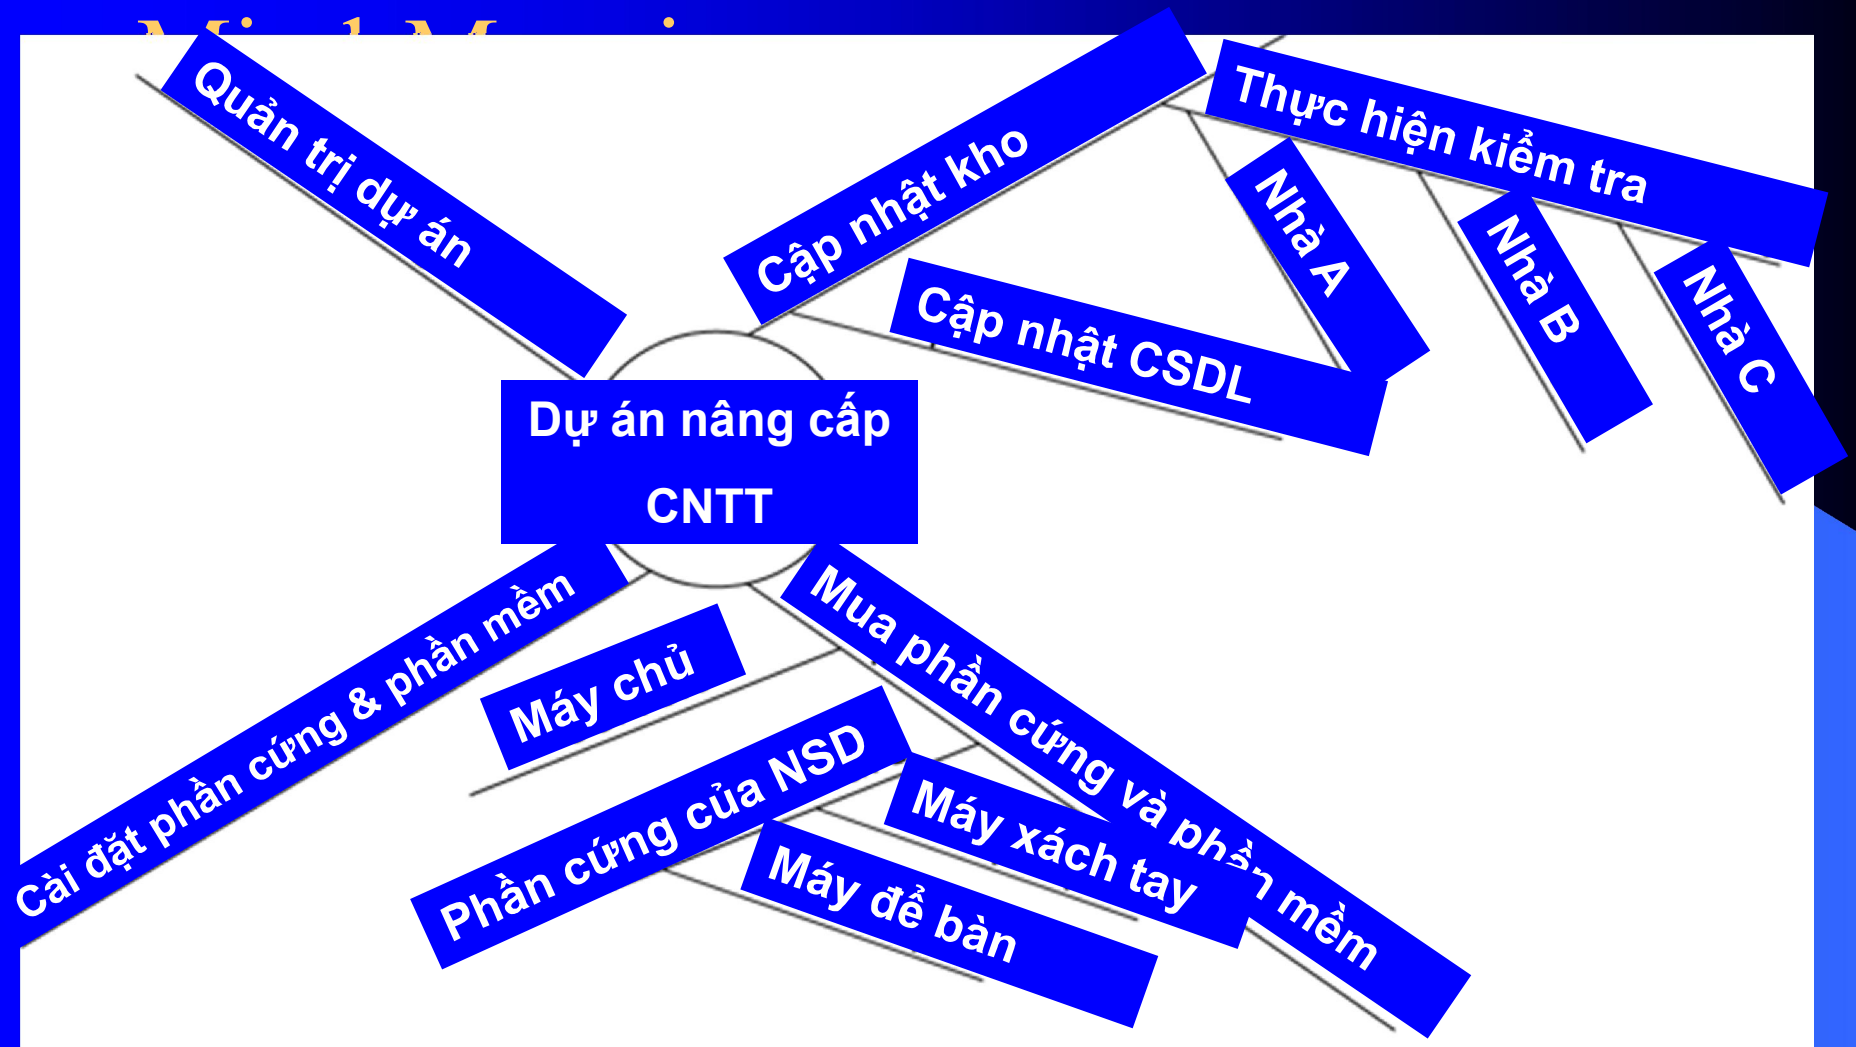 Quản trị dự án
Cập nhật kho
Thực hiện kiểm tra
Nhà A
Nhà B
Nhà C
Cập nhật CSDL
Dự án nâng cấp
CNTT
Cài đặt phần cứng & phần mềm
Máy chủ
Mua phần cứng và phần mềm
Phần cứng của NSD
Máy xách tay
Máy để bàn